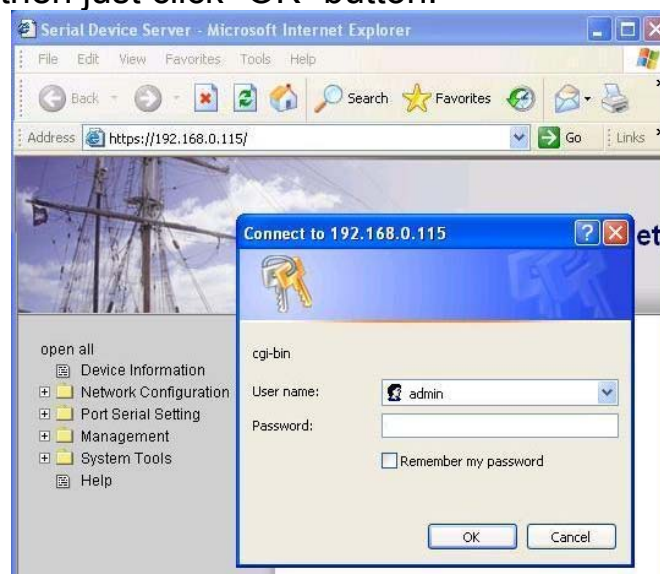 then just click "OK" button.
Serial Device Server - Microsoft Internet Explorer
File Edit View Favorites Tools Help
Back Search Favorites
Address https://192.168.0.115/ Go Links
Connect to 192.168.0.115
et
cgi-bin
User name: admin
Password:
Remember my password
OK Cancel
open all
Device Information
Network Configuration
Port Serial Setting
Management
System Tools
Help